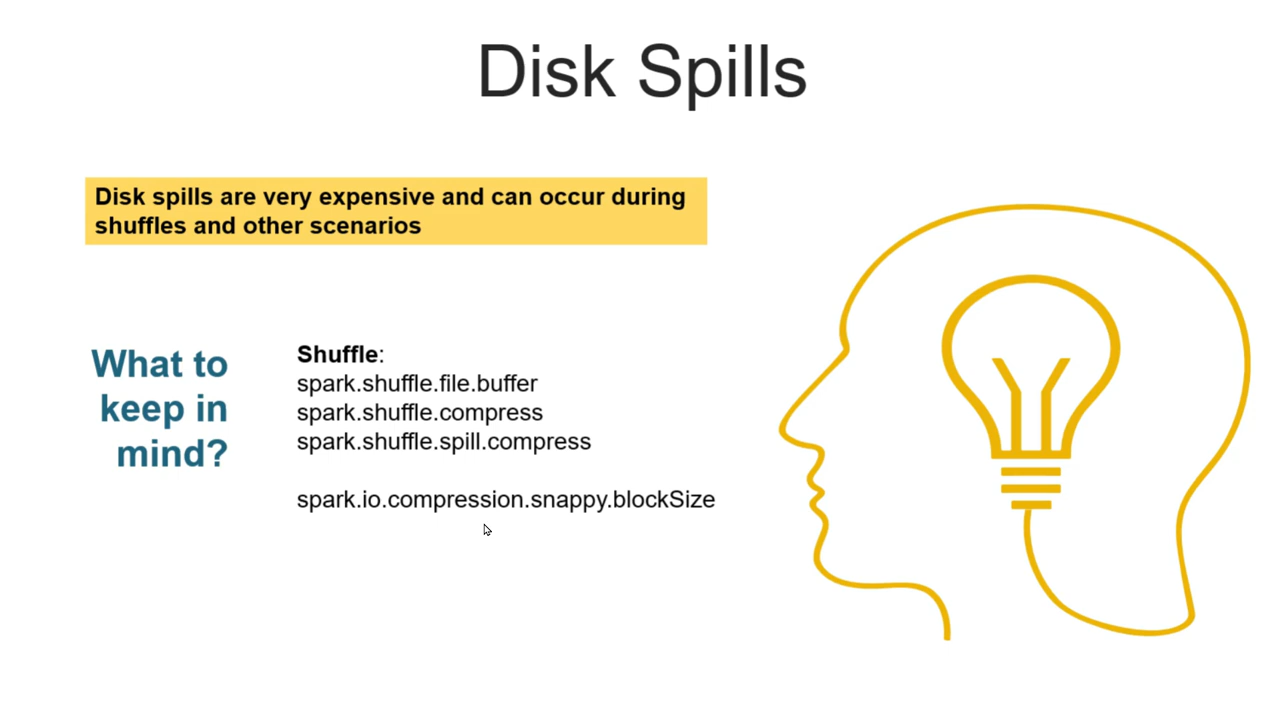 Disk Spills
Disk spills are very expensive and can occur during
shuffles and other scenarios
What to
keep in
mind?
Shuffle:
spark.shuffle.file.buffer
spark.shuffle.compress
spark.shuffle.spill.compress
spark.io.compression.snappy.blockSize